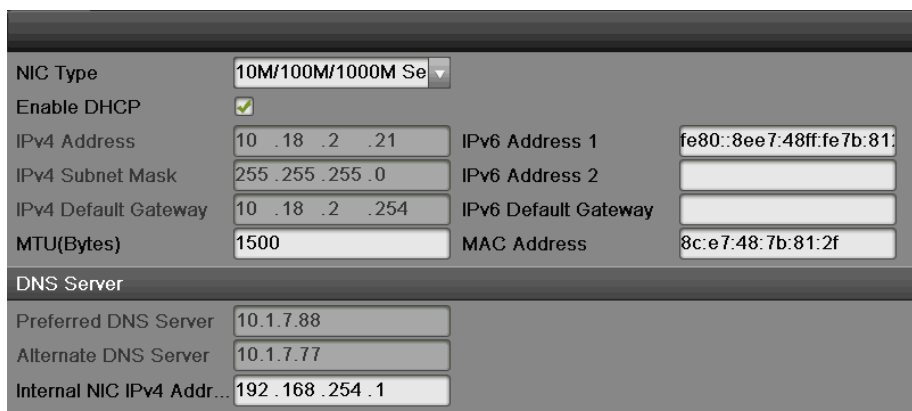 NIC Type 10M/100M/1000M Se
Enable DHCP
IPv4 Address 10 .18 .2 .21 IPv6 Address 1 fe80::8ee7:48ff:fe7b:81
IPv4 Subnet Mask 255 .255 .255 .0 IPv6 Address 2
IPv4 Default Gateway 10 .18 .2 .254 IPv6 Default Gateway
MTU(Bytes) 1500 MAC Address 8c:e7:48:7b:81:2f
DNS Server
Preferred DNS Server 10.1.7.88
Alternate DNS Server 10.1.7.77
Internal NIC IPv4 Addr... 192 .168 .254 .1